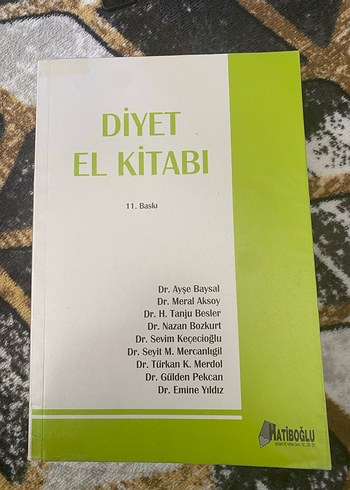 DİYET
EL KİTABI
11. Baskı
Dr. Ayşe Baysal
Dr. Meral Aksoy
Dr. H. Tanju Besler
Dr. Nazan Bozkurt
Dr. Sevim Keçecioğlu
Dr. Seyit M. Mercanlıgil
Dr. Türkan K. Merdol
Dr. Gülden Pekcan
Dr. Emine Yıldız
HATİBOĞLU